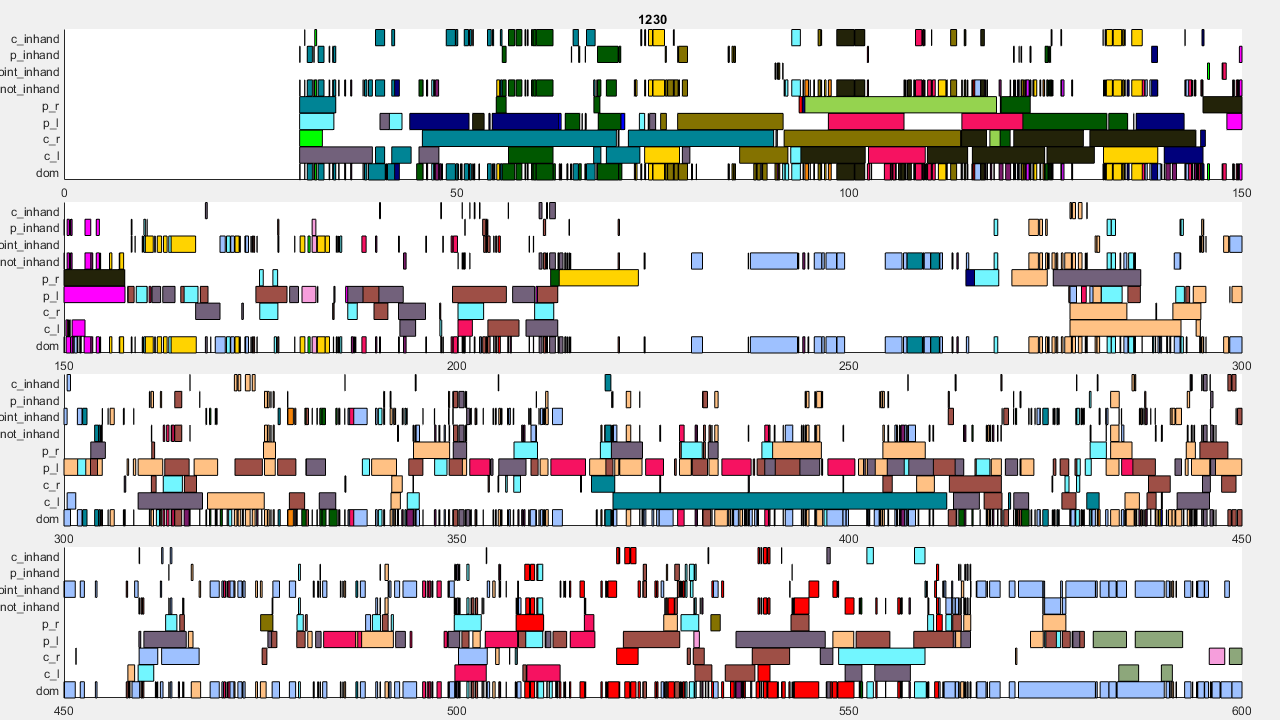 1230
c_inhand
p_inhand
oint_inhand
not_inhand
p_r
p_l
c_r
c_l
dom
0 50 100 150
c_inhand
p_inhand
oint_inhand
not_inhand
p_r
p_l
c_r
c_l
dom
150 200 250 300
c_inhand
p_inhand
oint_inhand
not_inhand
p_r
p_l
c_r
c_l
dom
300 350 400 450
c_inhand
p_inhand
oint_inhand
not_inhand
p_r
p_l
c_r
c_l
dom
450 500 550 600